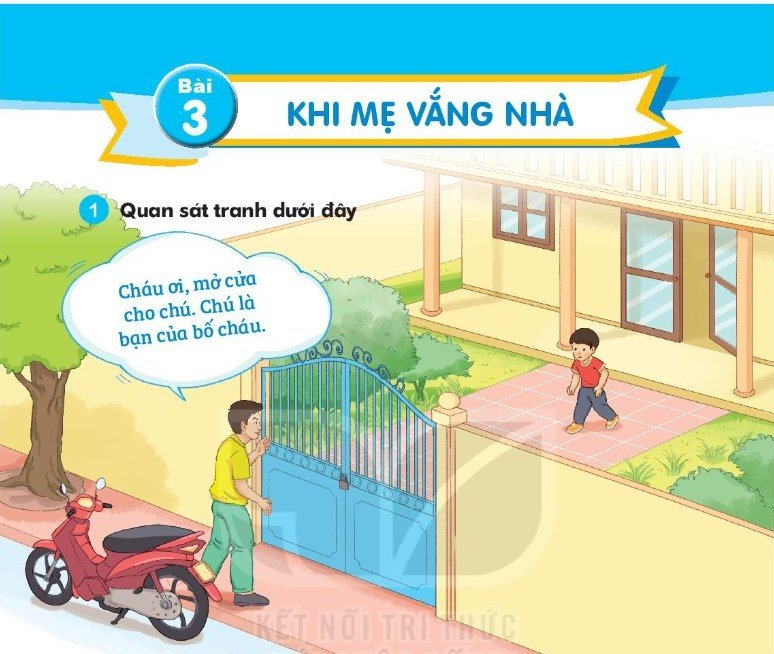 Bài
3
KHI MẸ VẮNG NHÀ
1 Quan sát tranh dưới đây
Cháu ơi, mở cửa
cho chú. Chú là
bạn của bố cháu.
KẾT NỐI TRI THỨC